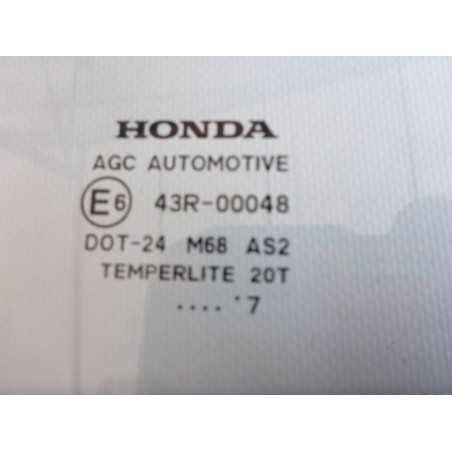 HONDA
AGC AUTOMOTIVE
E6 43R-00048
DOT-24 M68 AS2
TEMPERLITE 20T
.... '7